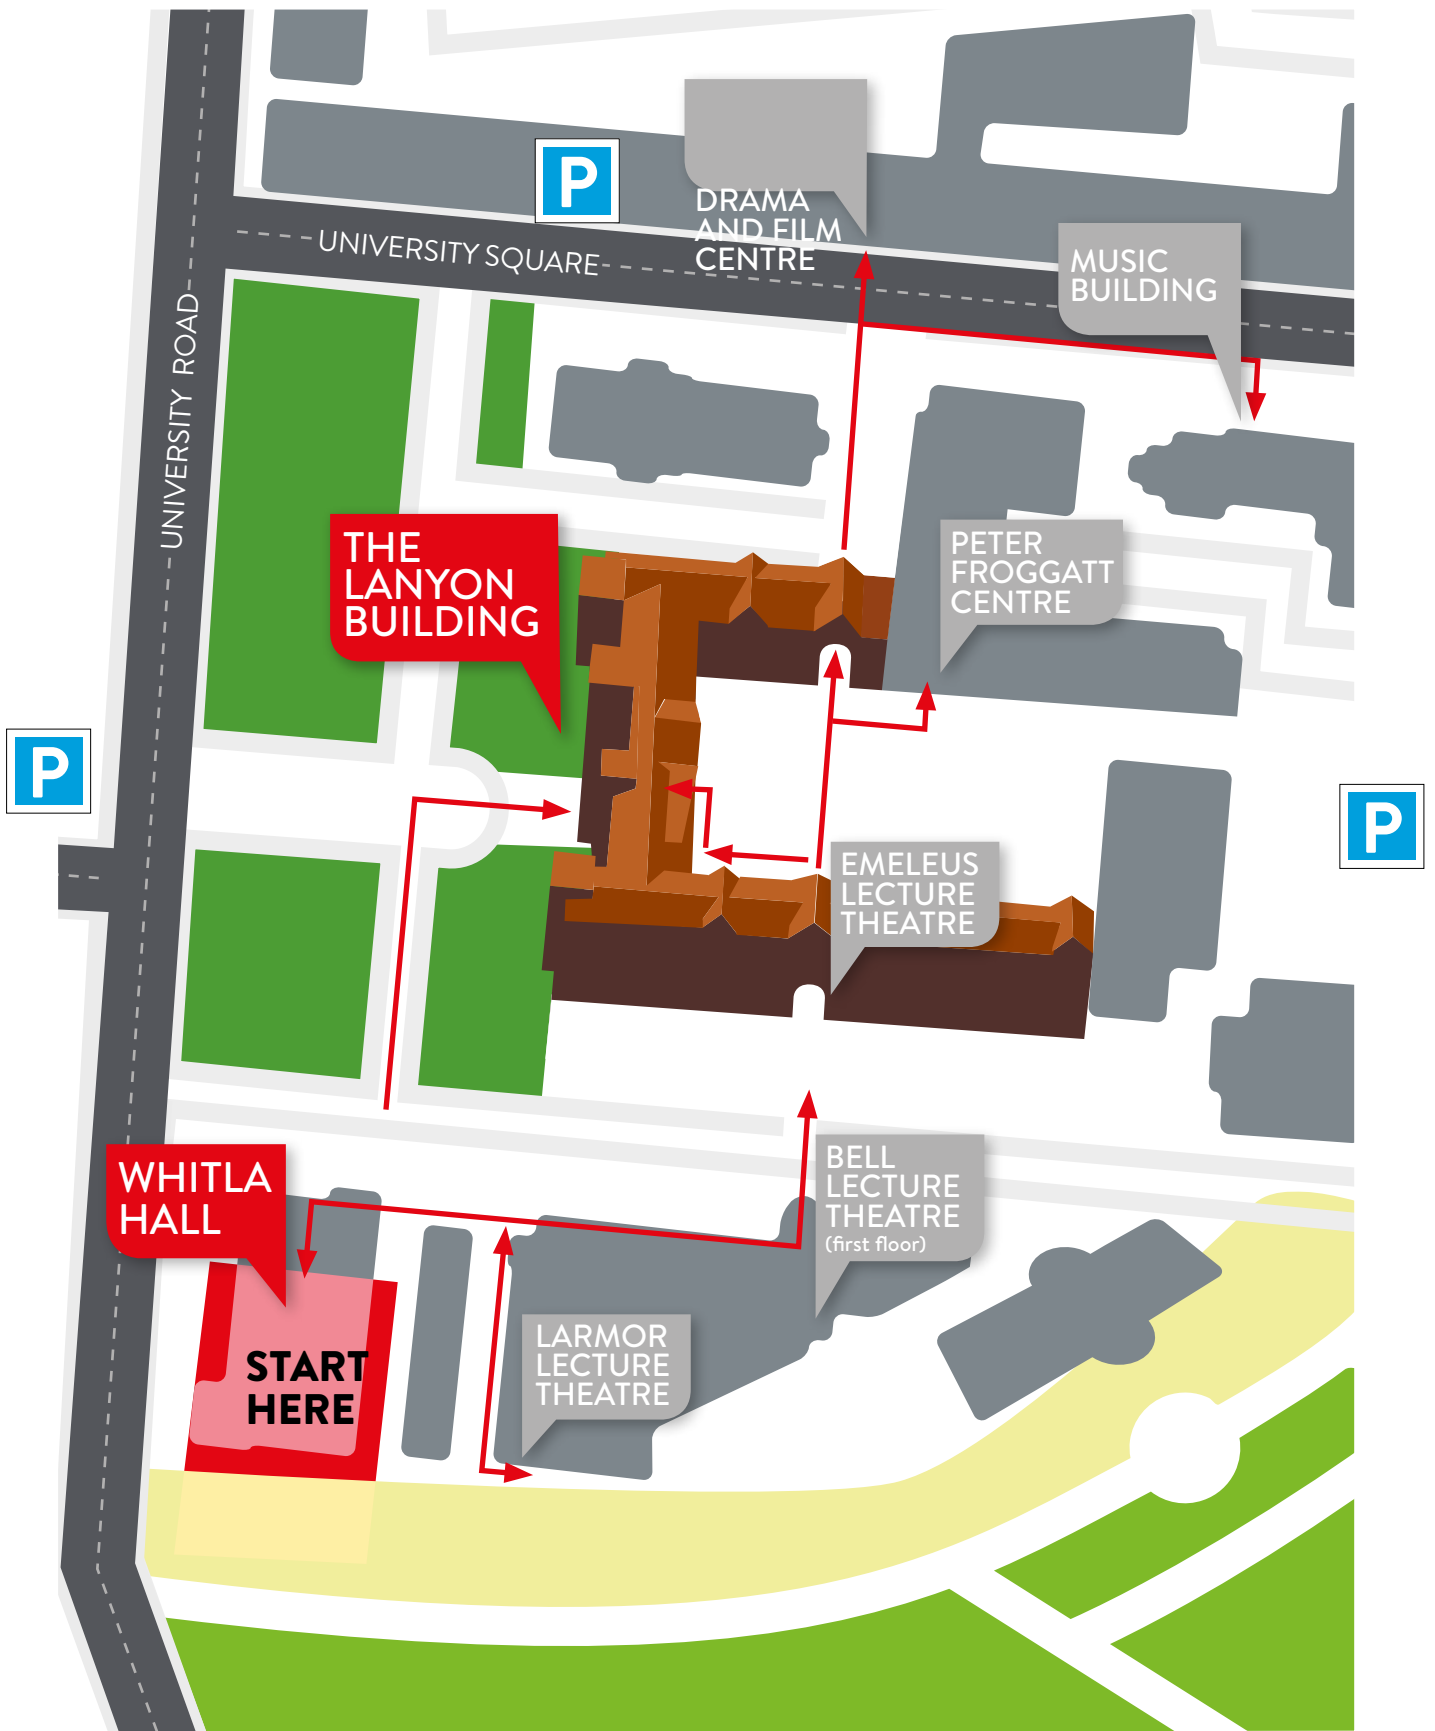 P
DRAMA
AND FILM
CENTRE
UNIVERSITY SQUARE
MUSIC
BUILDING
UNIVERSITY ROAD
THE
LANYON
BUILDING
PETER
FROGGATT
CENTRE
P
P
EMELEUS
LECTURE
THEATRE
BELL
LECTURE
THEATRE
(first floor)
WHITLA
HALL
LARMOR
LECTURE
THEATRE
START
HERE